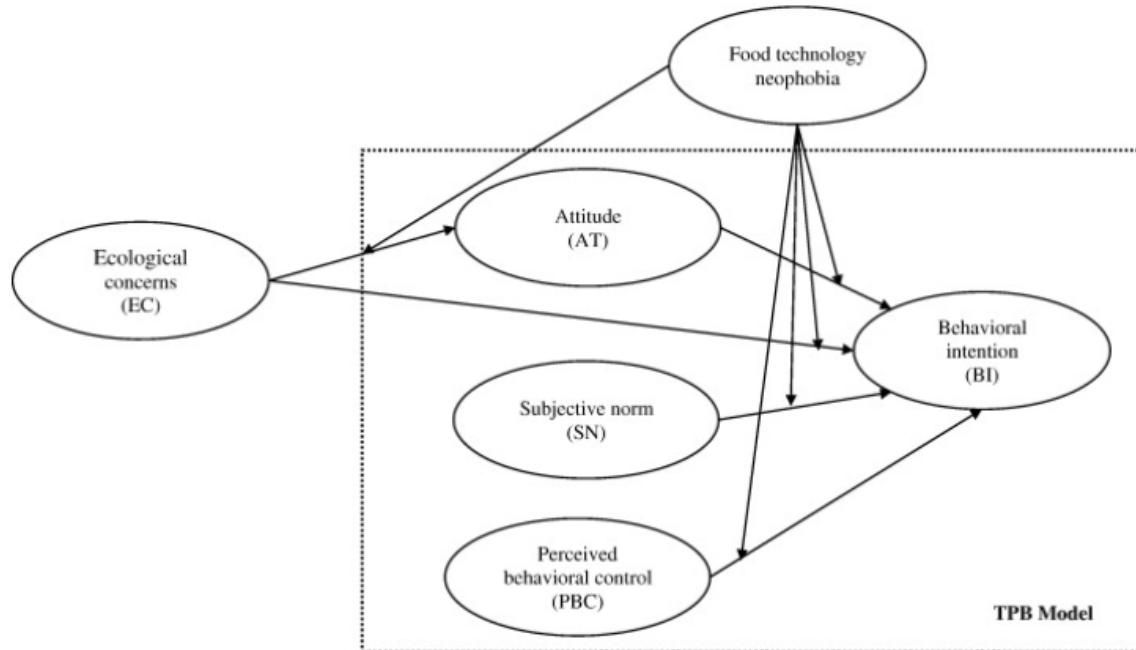 Food technology
neophobia
Attitude
(AT)
Ecological
concerns
(EC)
Behavioral
intention
(BI)
Subjective norm
(SN)
Perceived
behavioral control
(PBC)
TPB Model